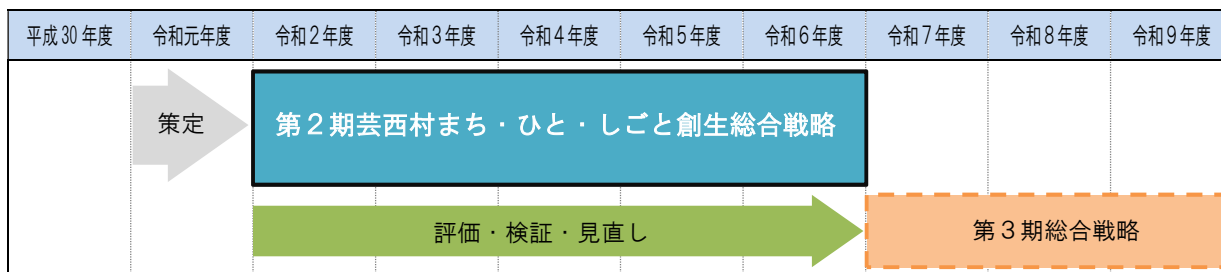 平成30年度 令和元年度 令和2年度 令和3年度 令和4年度 令和5年度 令和6年度 令和7年度 令和8年度 令和9年度
策定
第２期芸西村まち・ひと・しごと創生総合戦略
評価・検証・見直し
第３期総合戦略